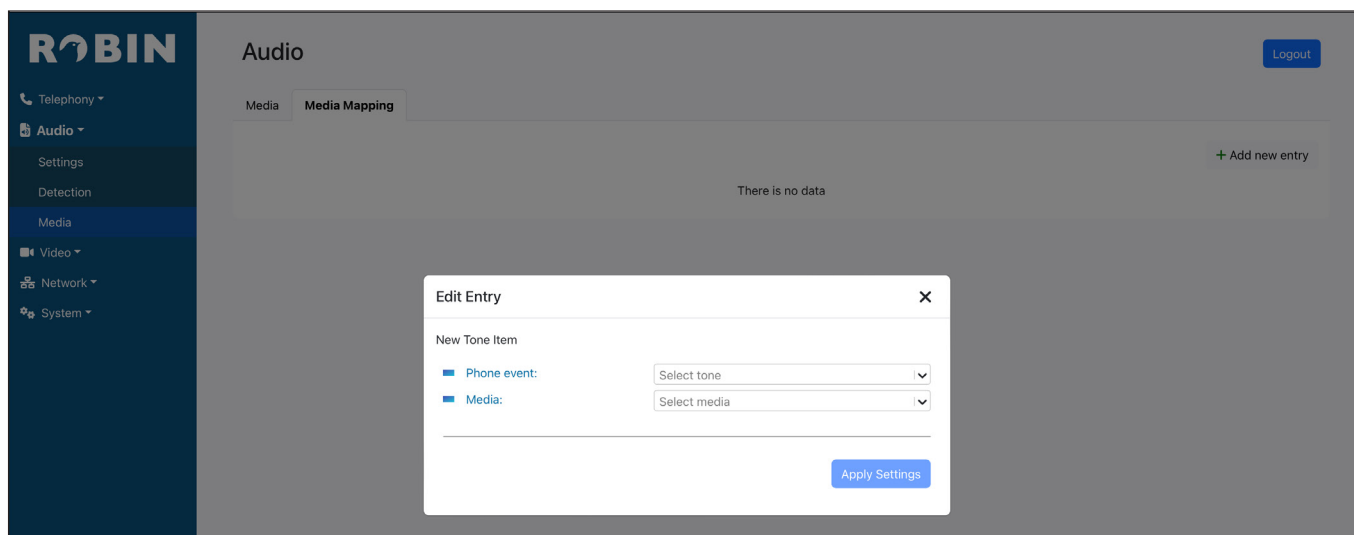 ROBIN
Telephony
Audio
Settings
Detection
Media
Video
Network
System
Audio
Logout
Media
Media Mapping
+ Add new entry
There is no data
Edit Entry
New Tone Item
Phone event:
Select tone
Media:
Select media
Apply Settings